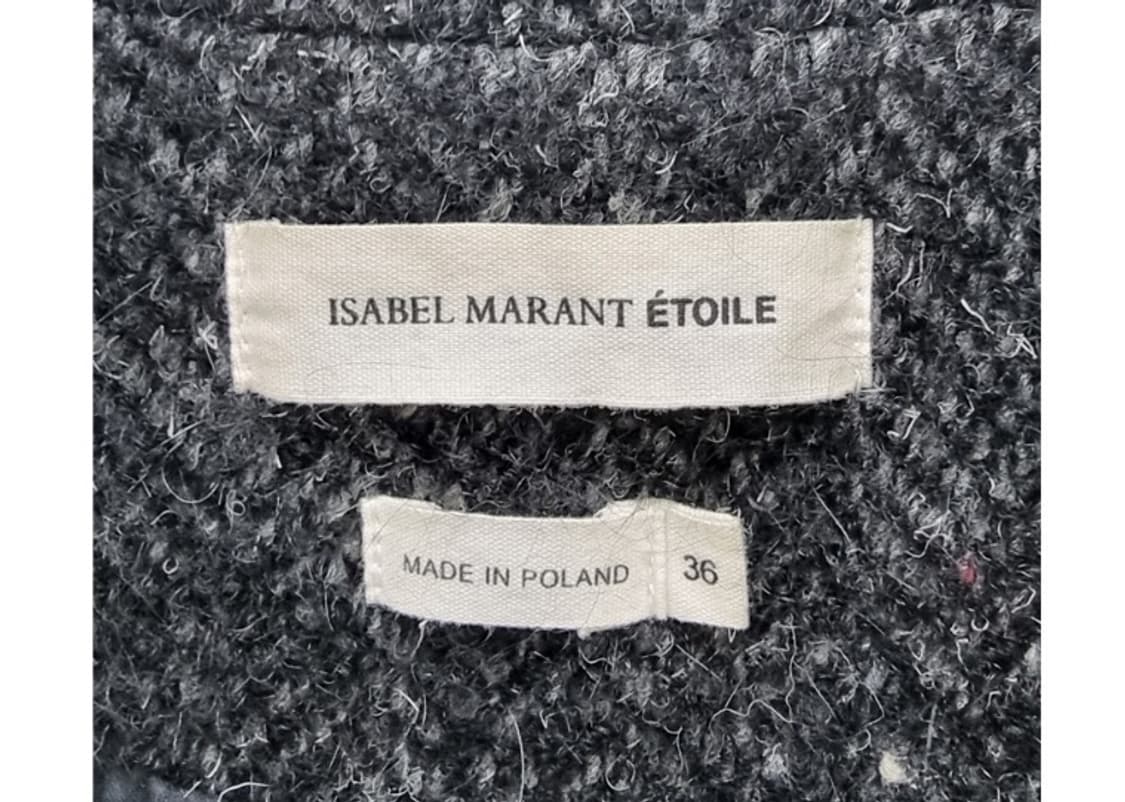 ISABEL MARANT ÉTOILE
MADE IN POLAND 36